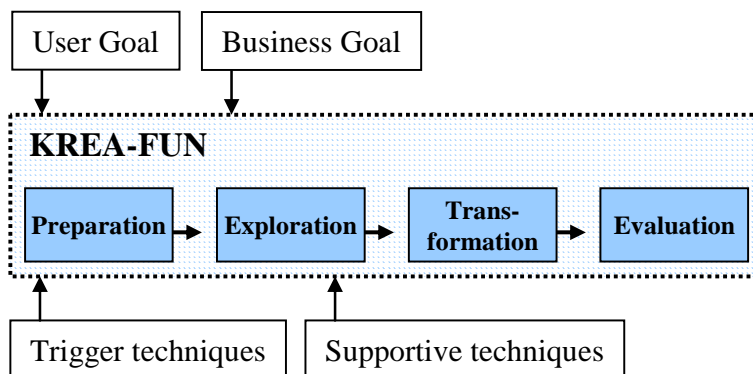 User Goal
Business Goal
KREA-FUN
Preparation
Exploration
Trans-
formation
Evaluation
Trigger techniques
Supportive techniques